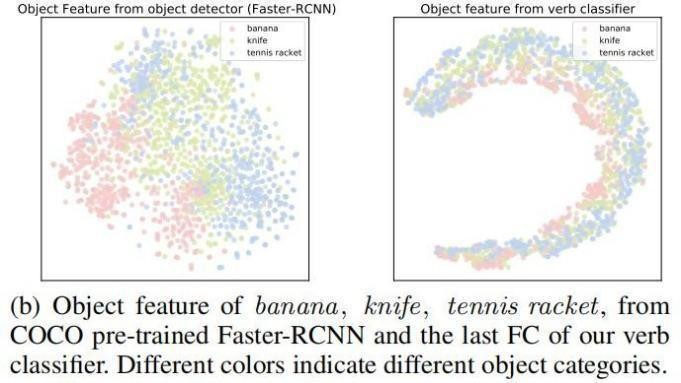 Object Feature from object detector (Faster-RCNN)
banana
knife
tennis racket
Object feature from verb classifier
banana
knife
tennis racket
(b) Object feature of banana, knife, tennis racket, from
COCO pre-trained Faster-RCNN and the last FC of our verb
classifier. Different colors indicate different object categories.